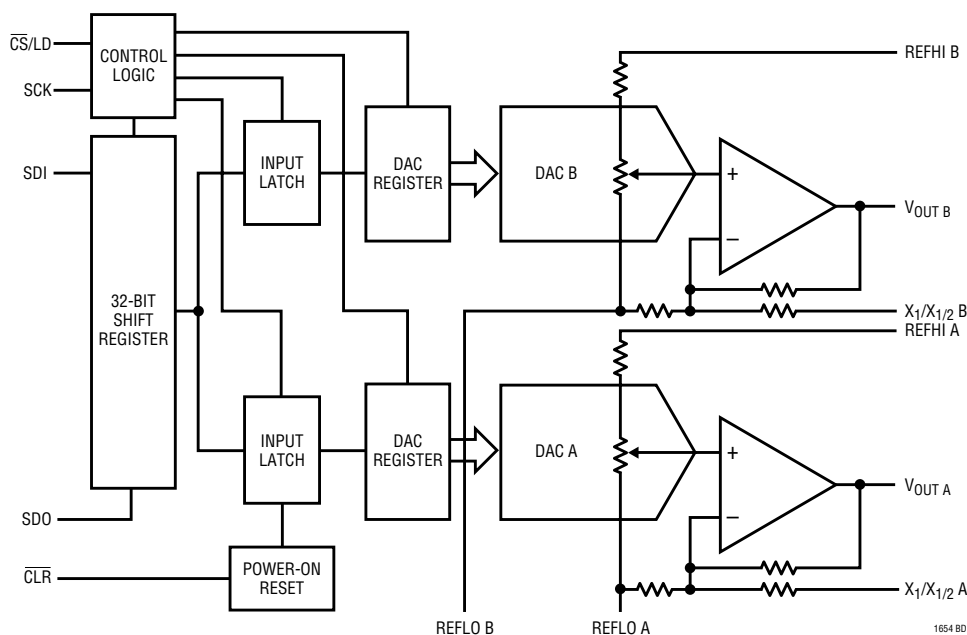 CS/LD
SCK
CONTROL
LOGIC
REFHI B
SDI
INPUT
LATCH
DAC
REGISTER
DAC B
+
–
VOUT B
32-BIT
SHIFT
REGISTER
X1/X1/2 B
REFHI A
INPUT
LATCH
DAC
REGISTER
DAC A
+
–
VOUT A
SDO
CLR
POWER-ON
RESET
X1/X1/2 A
REFLO B
REFLO A
1654 BD